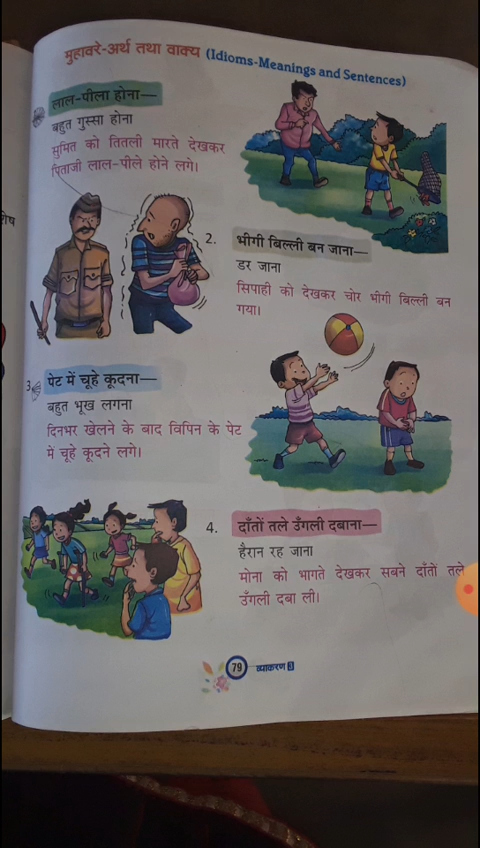 मुहावरे-अर्थ तथा वाक्य (Idioms-Meanings and Sentences)
लाल-पीला होना—
बहुत गुस्सा होना
सुमित को तितली मारते देखकर
पिताजी लाल-पीले होने लगे।
2. भीगी बिल्ली बन जाना—
डर जाना
सिपाही को देखकर चोर भीगी बिल्ली बन
गया।
3. पेट में चूहे कूदना—
बहुत भूख लगना
दिनभर खेलने के बाद विपिन के पेट
में चूहे कूदने लगे।
4. दाँतों तले उँगली दबाना—
हैरान रह जाना
मोना को भागते देखकर सबने दाँतों तले
उँगली दबा ली।
79 व्याकरण 3